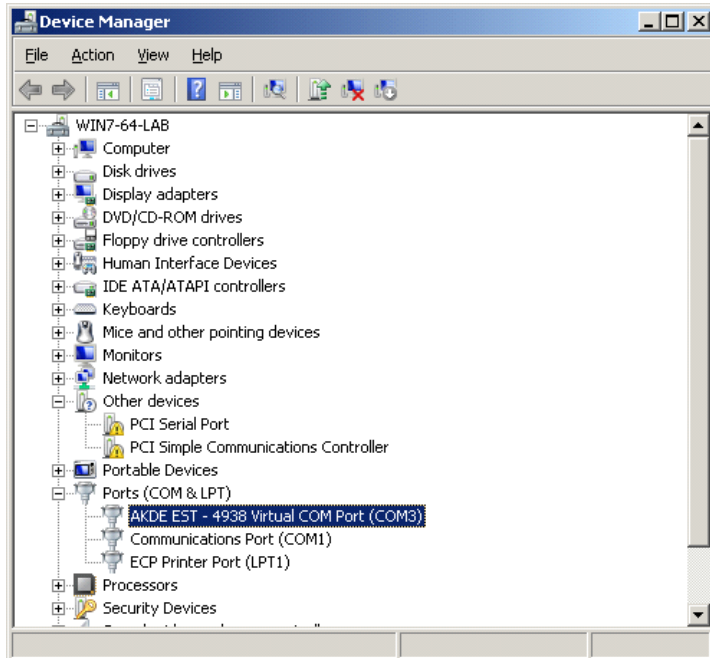 Device Manager
File Action View Help
WIN7-64-LAB
Computer
Disk drives
Display adapters
DVD/CD-ROM drives
Floppy drive controllers
Human Interface Devices
IDE ATA/ATAPI controllers
Keyboards
Mice and other pointing devices
Monitors
Network adapters
Other devices
PCI Serial Port
PCI Simple Communications Controller
Portable Devices
Ports (COM & LPT)
AKDE EST - 4938 Virtual COM Port (COM3)
Communications Port (COM1)
ECP Printer Port (LPT1)
Processors
Security Devices